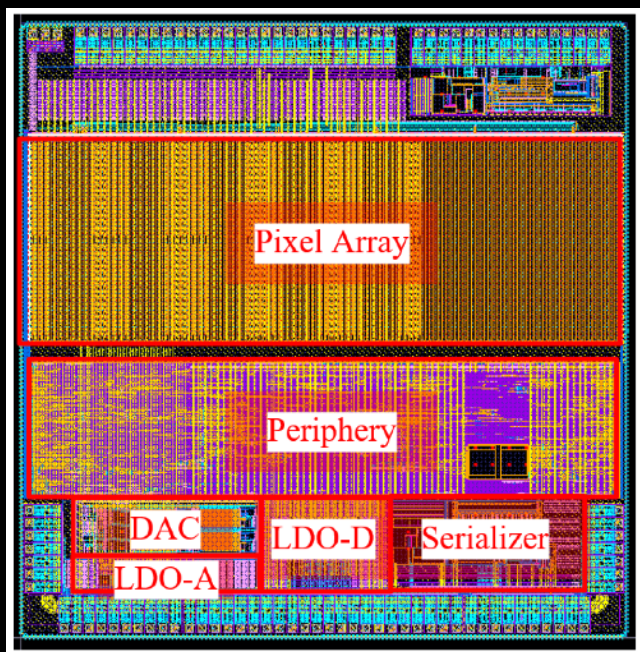 Pixel Array
Periphery
DAC
LDO-D
Serializer
LDO-A